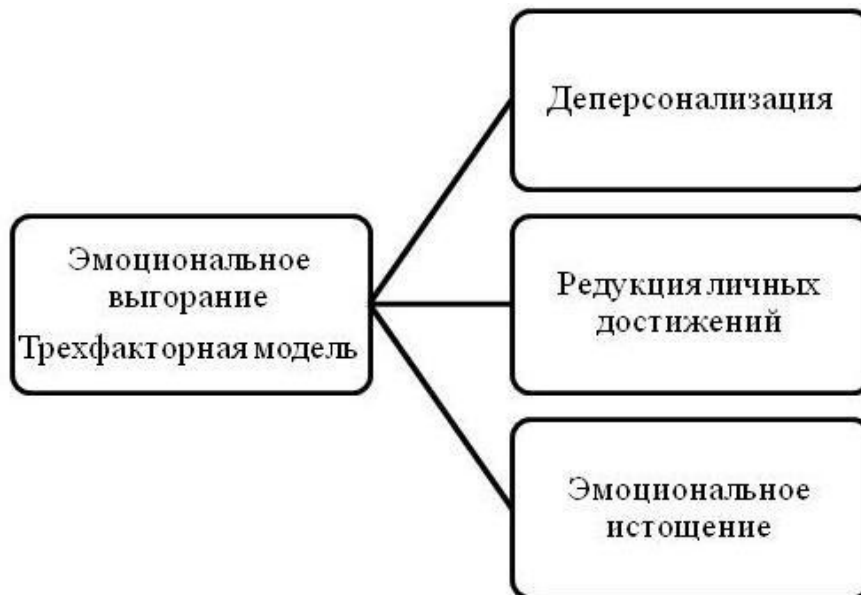 Эмоциональное
выгорание
Трехфакторная модель
Деперсонализация
Редукция личных
достижений
Эмоциональное
истощение